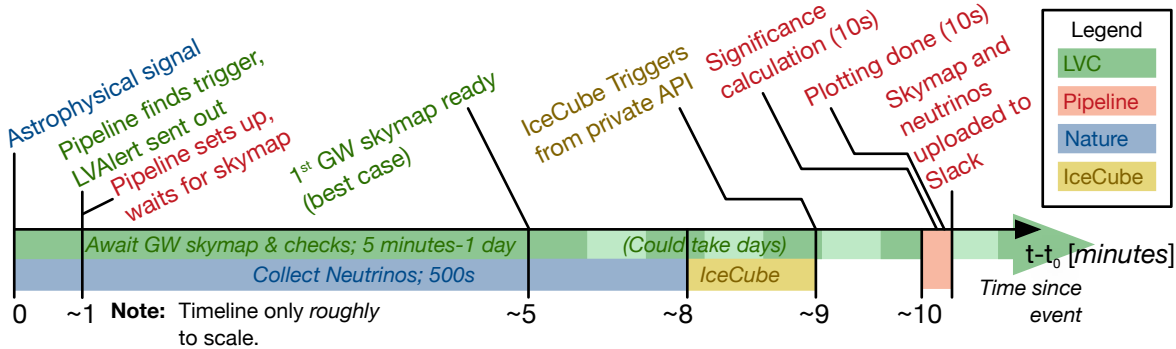 Astrophysical signal
Pipeline finds trigger,
LVAlert sent out
Pipeline sets up,
waits for skymap
1st GW skymap ready
(best case)
IceCube Triggers
from private API
Significance
calculation (10s)
Plotting done (10s)
Skymap and
neutrinos
uploaded to
Slack
Legend
LVC
Pipeline
Nature
IceCube
Await GW skymap & checks; 5 minutes-1 day
(Could take days)
Collect Neutrinos; 500s
IceCube
t-t0 [minutes]
Time since
event
0
~1
~5
~8
~9
~10
Note: Timeline only roughly
to scale.